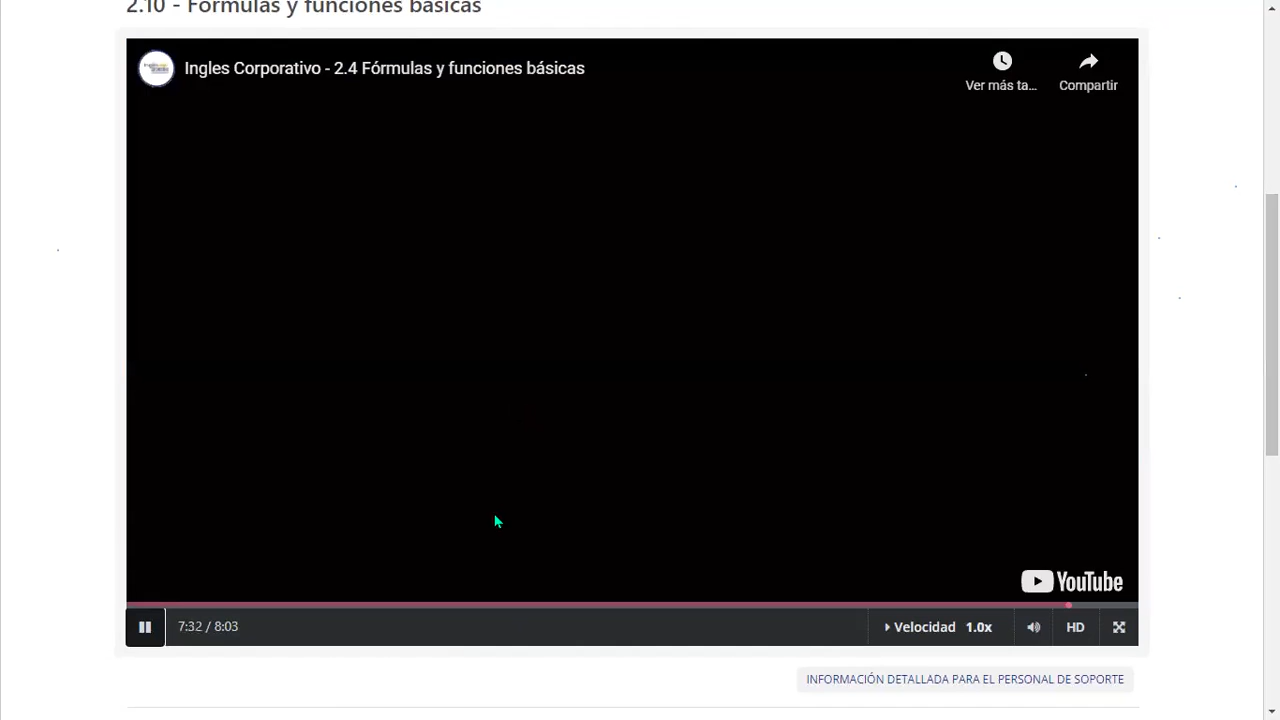 2.10 - Fórmulas y funciones básicas
Ingles Corporativo - 2.4 Fórmulas y funciones básicas
Ver más ta...
Compartir
YouTube
7:32 / 8:03
Velocidad 1.0x
HD
INFORMACIÓN DETALLADA PARA EL PERSONAL DE SOPORTE